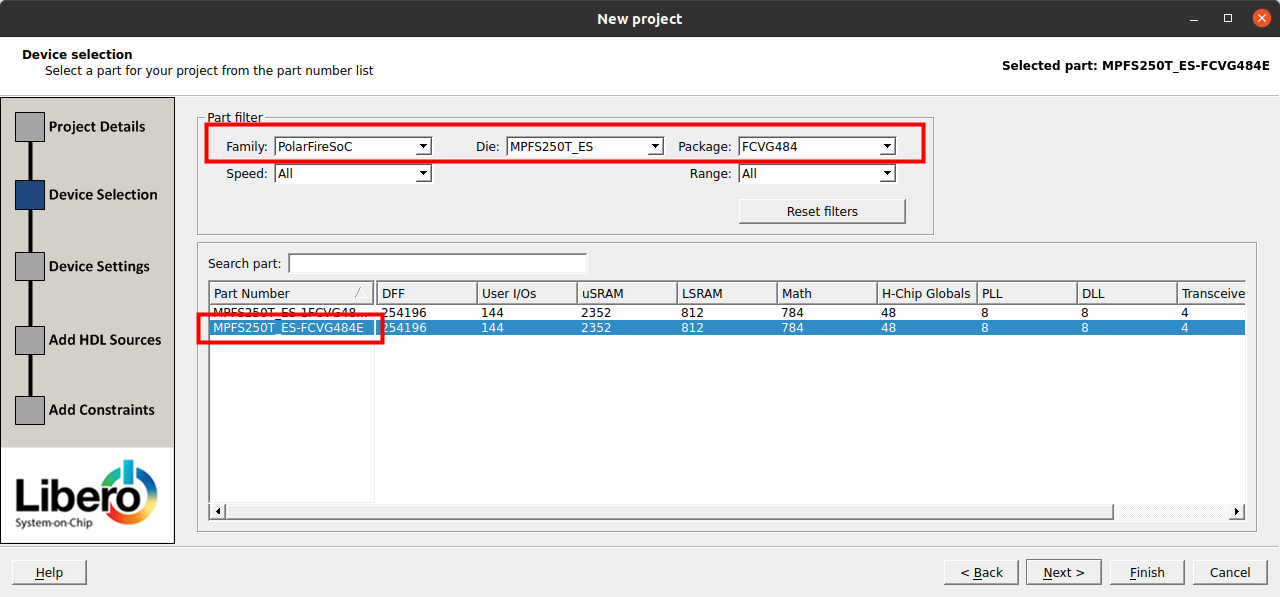 New project
Device selection
Select a part for your project from the part number list
Selected part: MPFS250T_ES-FCVG484E
Project Details
Device Selection
Device Settings
Add HDL Sources
Add Constraints
Libero
System-on-Chip
Part filter
Family: PolarFireSoC Die: MPFS250T_ES Package: FCVG484
Speed: All Range: All
Reset filters
Search part:
Part Number DFF User I/Os uSRAM LSRAM Math H-Chip Globals PLL DLL Transceive
MPFS250T_ES-1FCVG48... 254196 144 2352 812 784 48 8 8 4
MPFS250T_ES-FCVG484E 254196 144 2352 812 784 48 8 8 4
Help < Back Next > Finish Cancel